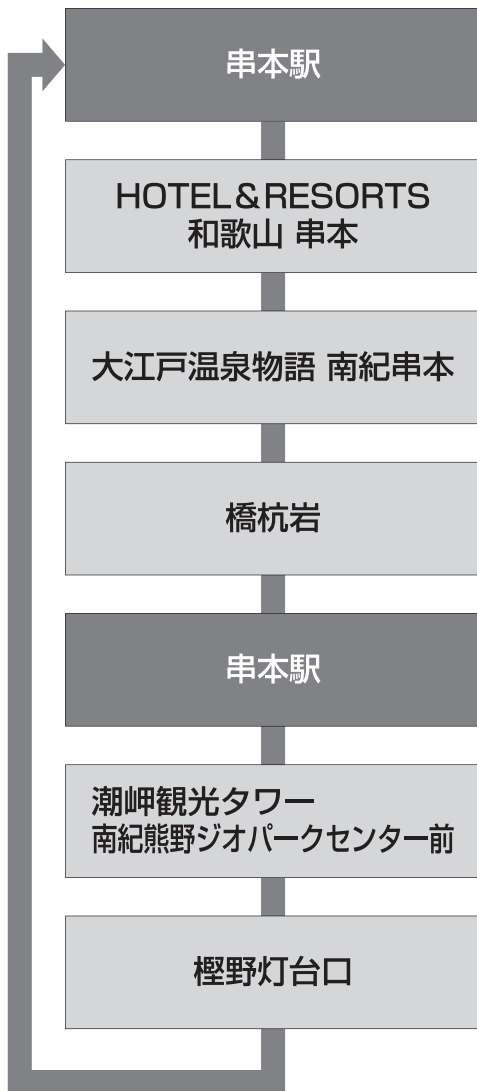 串本駅
HOTEL&RESORTS
和歌山 串本
大江戸温泉物語 南紀串本
橋杭岩
串本駅
潮岬観光タワー
南紀熊野ジオパークセンター前
樫野灯台口